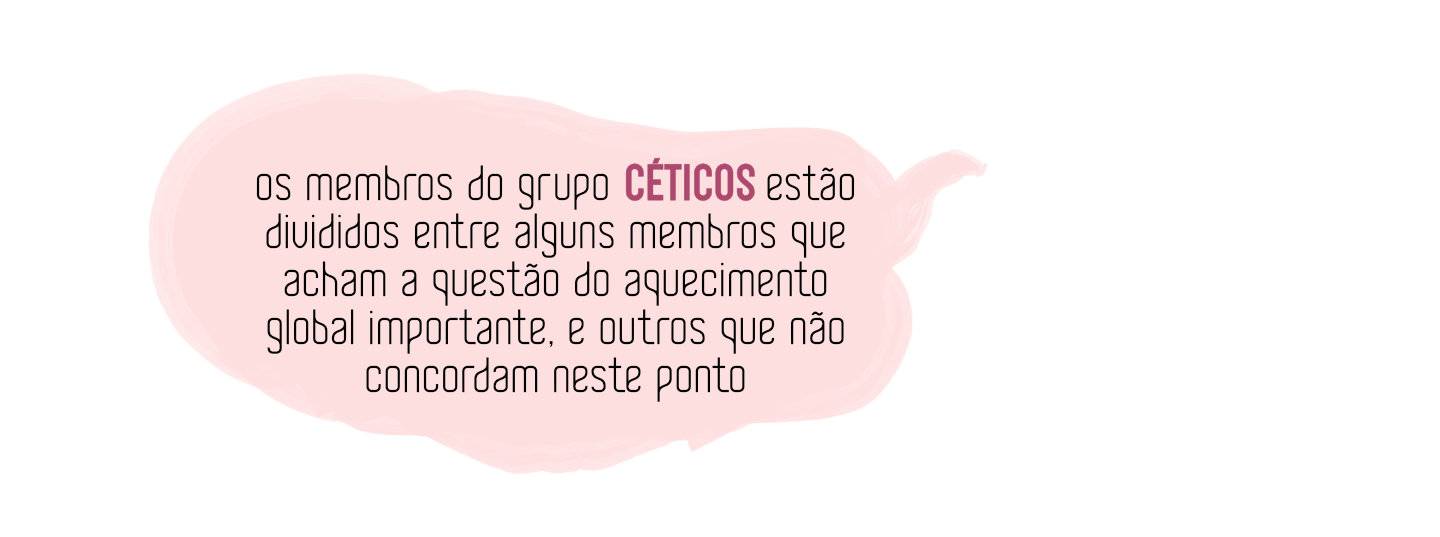 os membros do grupo CÉTICOS estão
divididos entre alguns membros que
acham a questão do aquecimento
global importante, e outros que não
concordam neste ponto